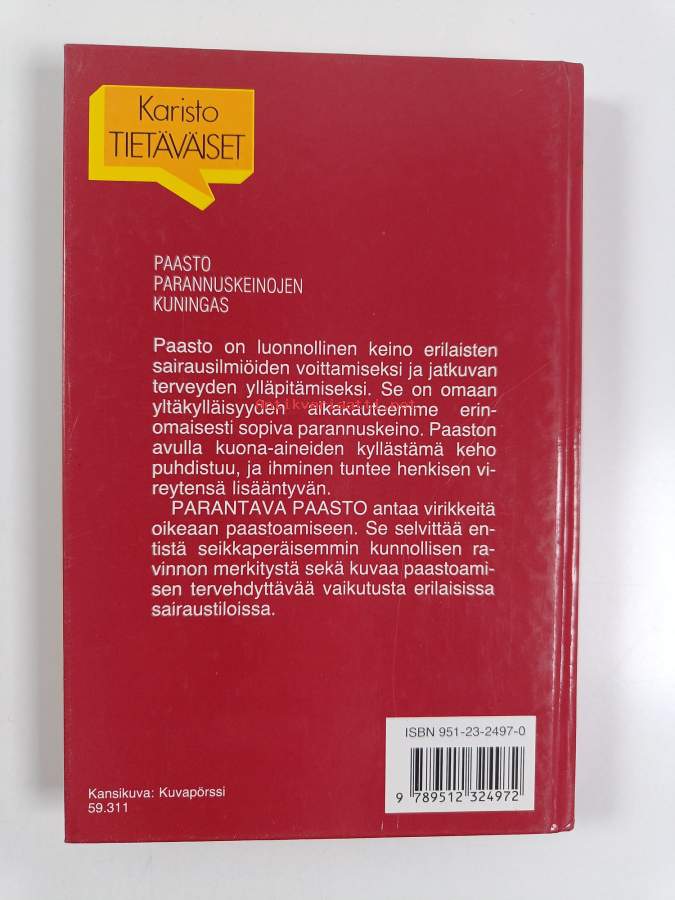 Karisto
TIETÄVÄISET
PAASTO
PARANNUSKEINOJEN
KUNINGAS
Paasto on luonnollinen keino erilaisten
sairausilmiöiden voittamiseksi ja jatkuvan
terveyden ylläpitämiseksi. Se on omaan
yltäkylläisyyden aikakauteemme erin-
antikvariaatti.net
omaisesti sopiva parannuskeino. Paaston
avulla kuona-aineiden kyllästämä keho
puhdistuu, ja ihminen tuntee henkisen vi-
reytensä lisääntyvän.
PARANTAVA PAASTO antaa virikkeitä
oikeaan paastoamiseen. Se selvittää en-
tistä seikkaperäisemmin kunnollisen ra-
vinnon merkitystä sekä kuvaa paastoami-
sen tervehdyttävää vaikutusta erilaisissa
sairaustiloissa.
ISBN 951-23-2497-0
9 789512 324972
Kansikuva: Kuvapörssi
59.311